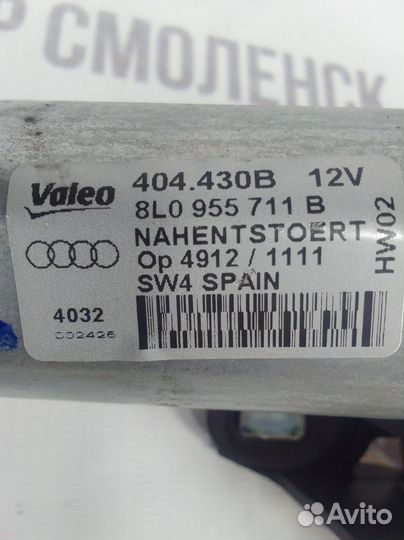 Р СМОЛЕНСК
Valeo 404.430B 12V
8L0 955 711 B
NAHENTSTOERT
Op 4912 / 1111
SW4 SPAIN
HW02
4032
002426
Avito